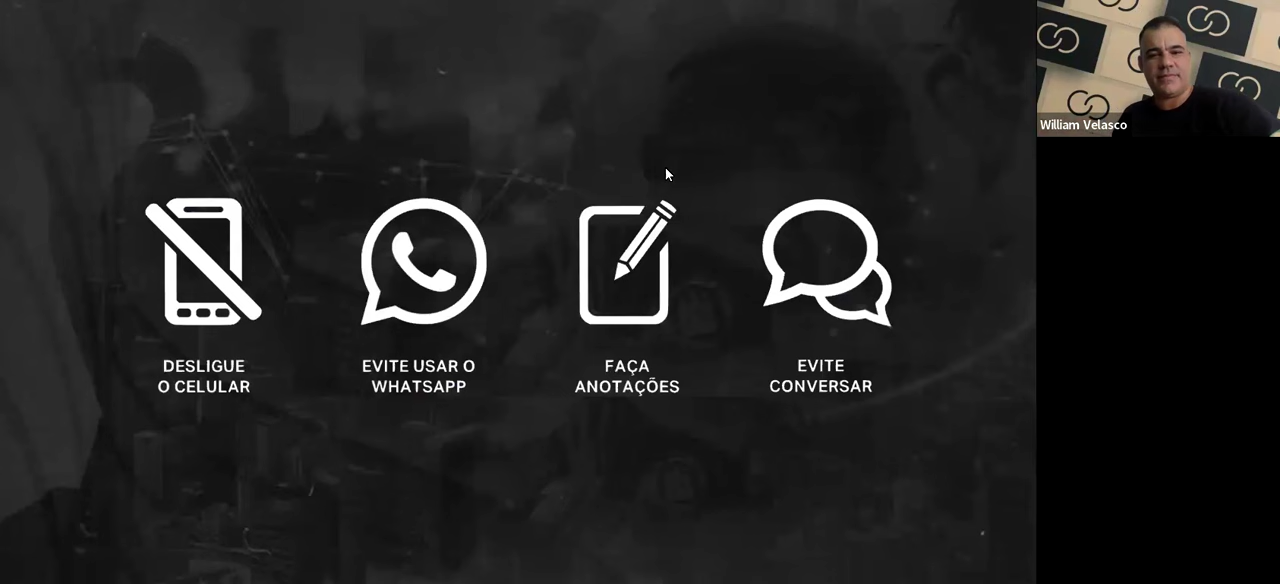 William Velasco
DESLIGUE
O CELULAR
EVITE USAR O
WHATSAPP
FAÇA
ANOTAÇÕES
EVITE
CONVERSAR